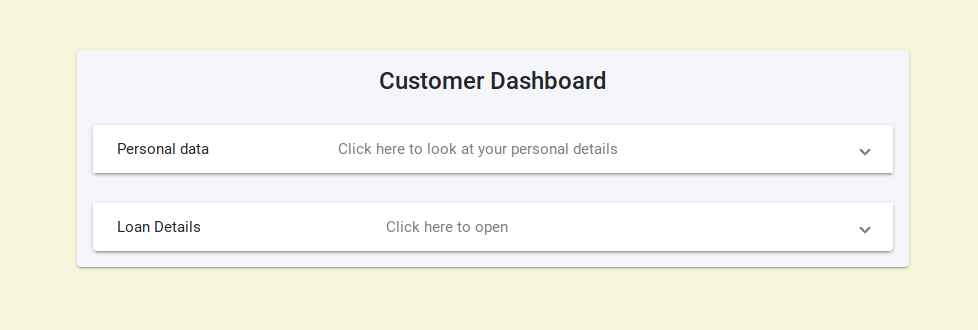 Customer Dashboard
Personal data Click here to look at your personal details
Loan Details Click here to open